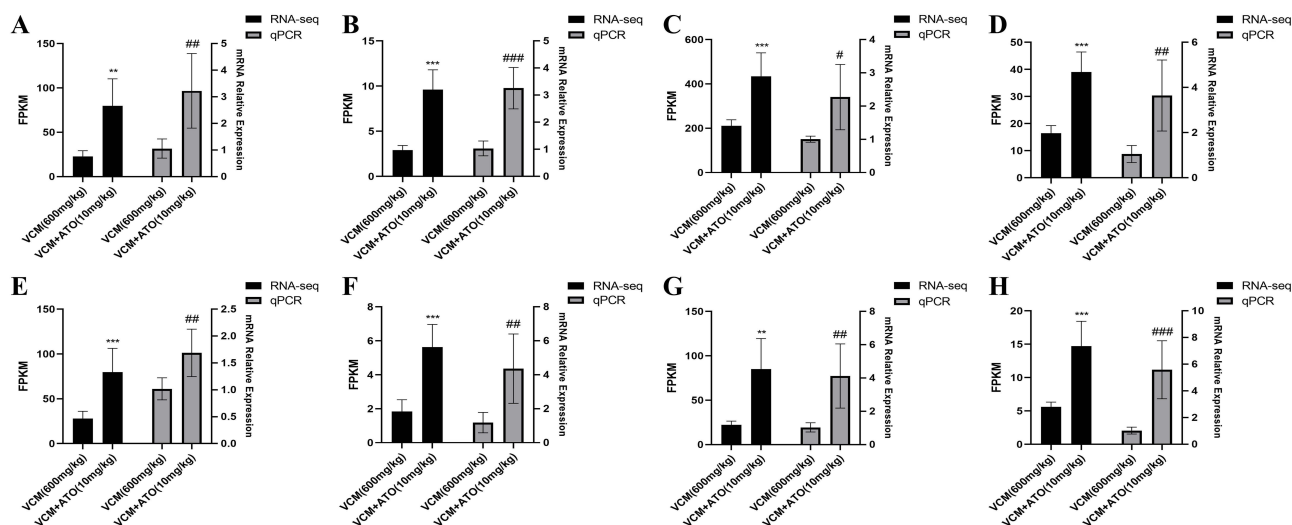 A
RNA-seq
qPCR
FPKM
150
100
50
0
5
4
3
2
1
0
mRNA Relative Expression
**
##
VCM(600mg/kg)
VCM+ATO(10mg/kg)
VCM(600mg/kg)
VCM+ATO(10mg/kg)
B
RNA-seq
qPCR
FPKM
15
10
5
0
5
4
3
2
1
0
mRNA Relative Expression
***
###
VCM(600mg/kg)
VCM+ATO(10mg/kg)
VCM(600mg/kg)
VCM+ATO(10mg/kg)
C
RNA-seq
qPCR
FPKM
600
400
200
0
4
3
2
1
0
mRNA Relative Expression
***
#
VCM(600mg/kg)
VCM+ATO(10mg/kg)
VCM(600mg/kg)
VCM+ATO(10mg/kg)
D
RNA-seq
qPCR
FPKM
50
40
30
20
10
0
6
4
2
0
mRNA Relative Expression
***
##
VCM(600mg/kg)
VCM+ATO(10mg/kg)
VCM(600mg/kg)
VCM+ATO(10mg/kg)
E
RNA-seq
qPCR
FPKM
150
100
50
0
2.5
2.0
1.5
1.0
0.5
0.0
mRNA Relative Expression
***
##
VCM(600mg/kg)
VCM+ATO(10mg/kg)
VCM(600mg/kg)
VCM+ATO(10mg/kg)
F
RNA-seq
qPCR
FPKM
8
6
4
2
0
8
6
4
2
0
mRNA Relative Expression
***
##
VCM(600mg/kg)
VCM+ATO(10mg/kg)
VCM(600mg/kg)
VCM+ATO(10mg/kg)
G
RNA-seq
qPCR
FPKM
150
100
50
0
8
6
4
2
0
mRNA Relative Expression
**
##
VCM(600mg/kg)
VCM+ATO(10mg/kg)
VCM(600mg/kg)
VCM+ATO(10mg/kg)
H
RNA-seq
qPCR
FPKM
20
15
10
5
0
10
8
6
4
2
0
mRNA Relative Expression
***
###
VCM(600mg/kg)
VCM+ATO(10mg/kg)
VCM(600mg/kg)
VCM+ATO(10mg/kg)